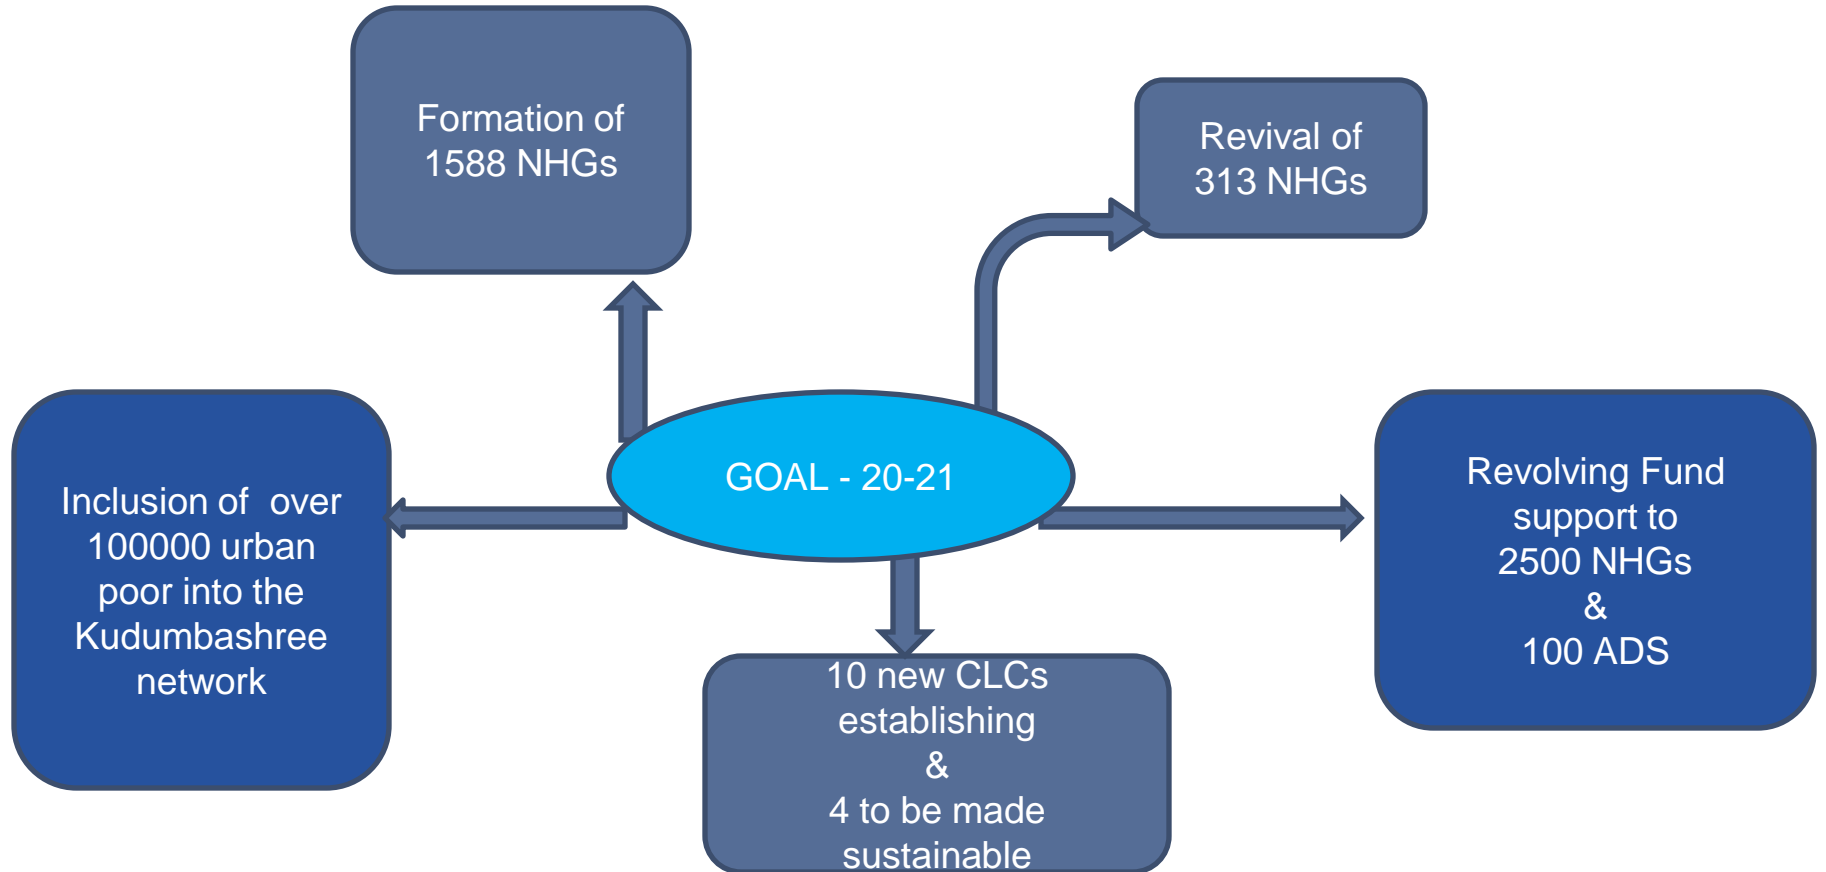 Formation of
1588 NHGs
Revival of
313 NHGs
GOAL - 20-21
Inclusion of over
100000 urban
poor into the
Kudumbashree
network
Revolving Fund
support to
2500 NHGs
&
100 ADS
10 new CLCs
establishing
&
4 to be made
sustainable